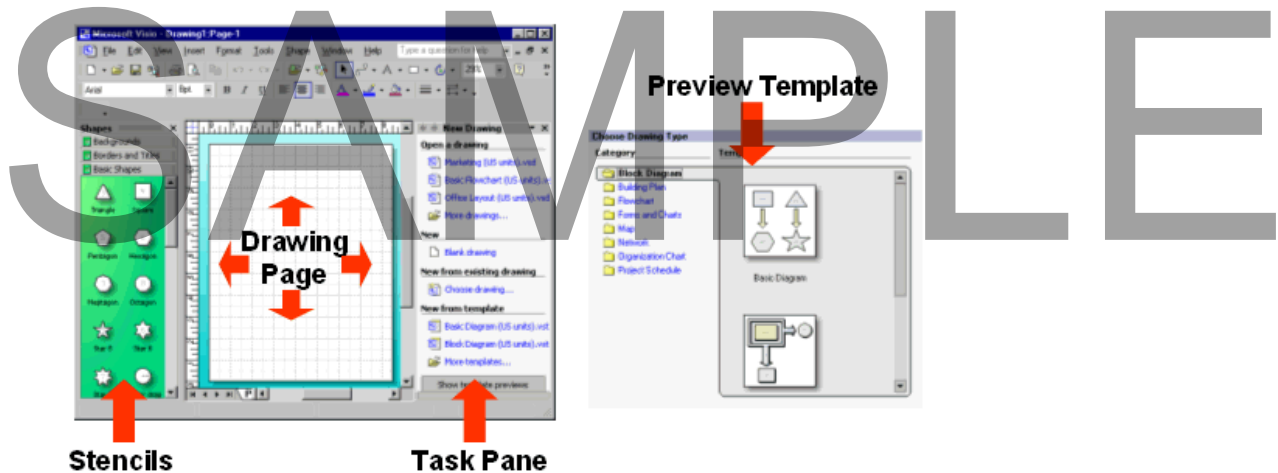 SAMPLE
Microsoft Visio - Drawing1:Page-1
File Edit View Insert Format Tools Shape Window Help Type a question for help
Arial 8pt. B I U
Shapes
Backgrounds
Borders and Titles
Basic Shapes
Triangle Square
Pentagon Hexagon
Heptagon Octagon
Drawing
Page
New Drawing
Open a drawing
Marketing (US units).vsd
Basic Flowchart (US units).v
Office Layout (US units).vsd
More drawings...
New
Blank drawing
New from existing drawing
Choose drawing...
New from template
Basic Diagram (US units).vst
Block Diagram (US units).vst
More templates...
Show template previews
Stencils
Task Pane
Preview Template
Choose Drawing Type
Category
Block Diagram
Building Plan
Flowchart
Forms and Charts
Map
Network
Organization Chart
Project Schedule
Basic Diagram